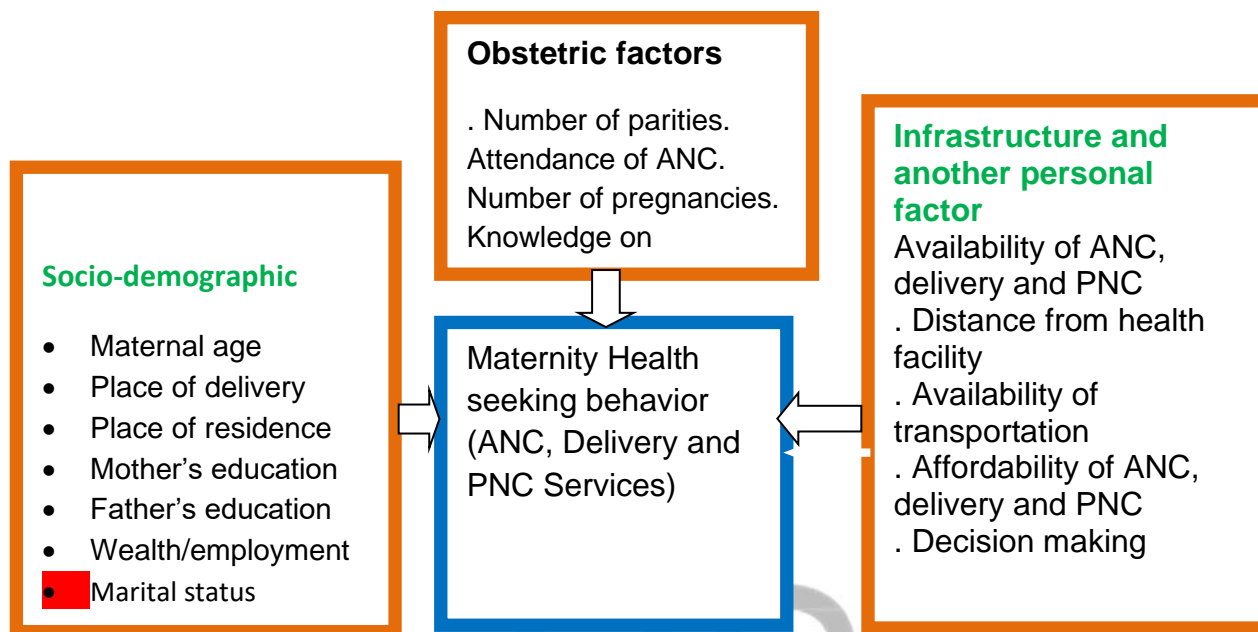 Obstetric factors
. Number of parities.
Attendance of ANC.
Number of pregnancies.
Knowledge on
Socio-demographic
• Maternal age
• Place of delivery
• Place of residence
• Mother’s education
• Father’s education
• Wealth/employment
• Marital status
Maternity Health
seeking behavior
(ANC, Delivery and
PNC Services)
Infrastructure and
another personal
factor
Availability of ANC,
delivery and PNC
. Distance from health
facility
. Availability of
transportation
. Affordability of ANC,
delivery and PNC
. Decision making